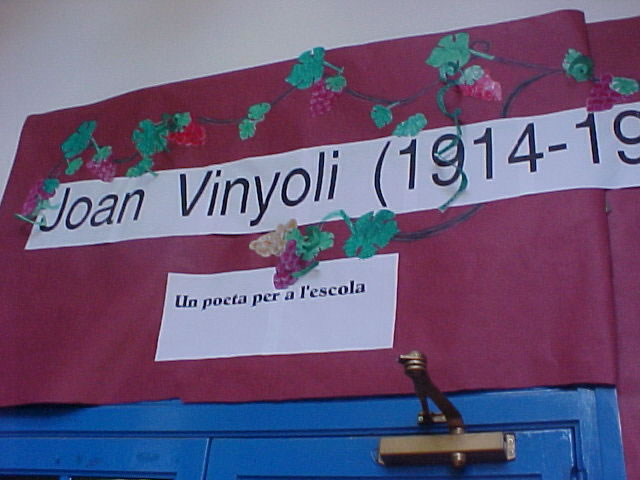 Joan Vinyoli (1914-19
Un poeta per a l'escola